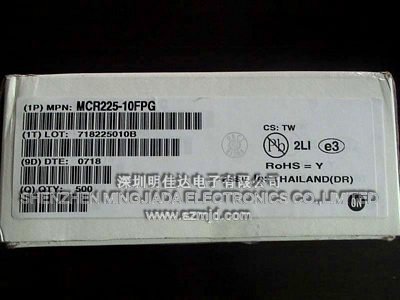 (1P) MPN: MCR225-10FPG
(1T) LOT: 718225010B
(9D) DTE: 0718
(Q) QTY: 500
CS: TW
Pb 2LI e3
RoHS = Y
THAILAND(DR)
ON
深圳明佳达电子有限公司
SHENZHEN MINGJIADA ELECTRONICS CO.,LIMITED
www.szmjd.com